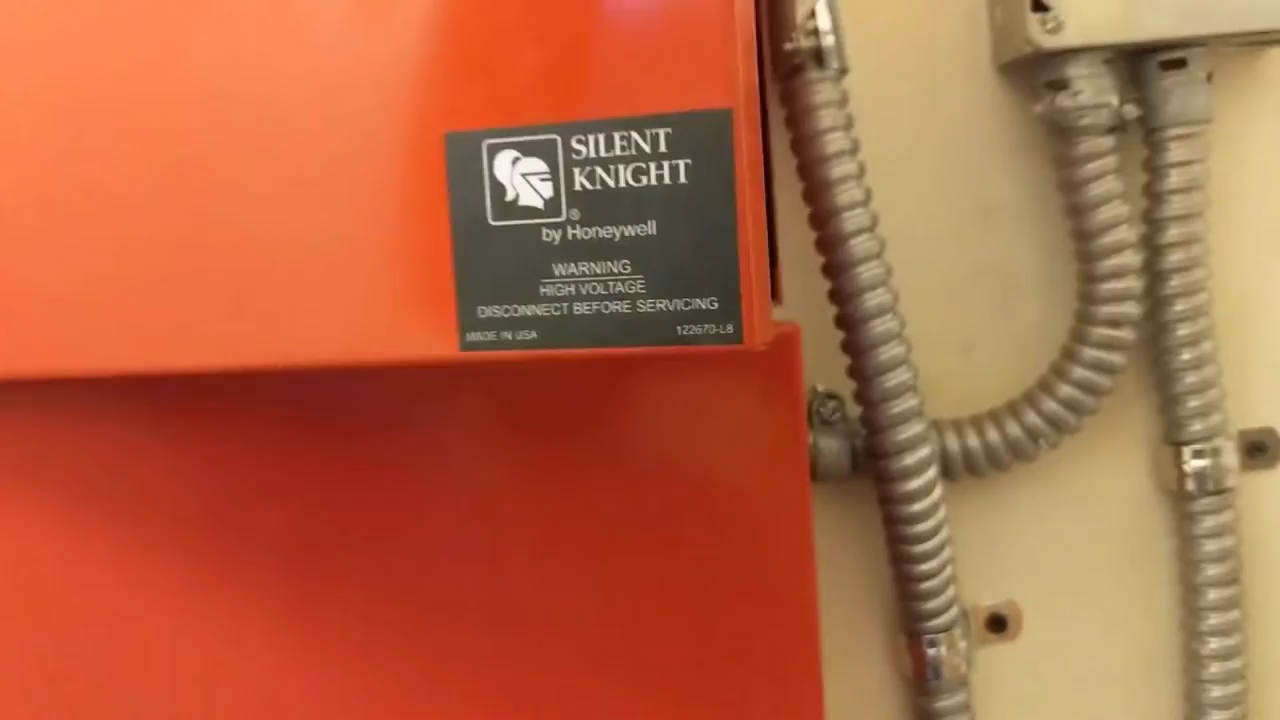 SILENT
KNIGHT
®
by Honeywell
WARNING
HIGH VOLTAGE
DISCONNECT BEFORE SERVICING
MADE IN USA
122670-L8